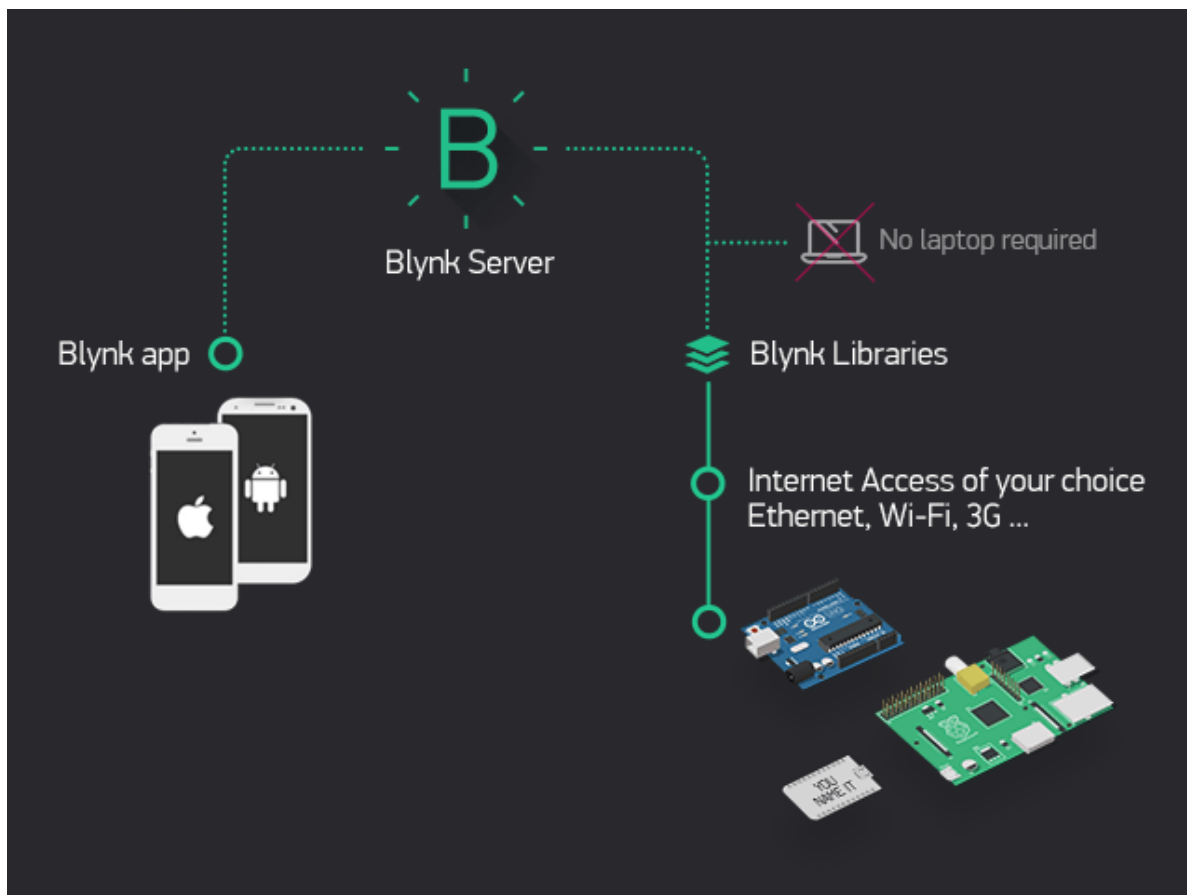 B
Blynk Server
No laptop required
Blynk app
Blynk Libraries
Internet Access of your choice
Ethernet, Wi-Fi, 3G ...
YOU
NAME IT